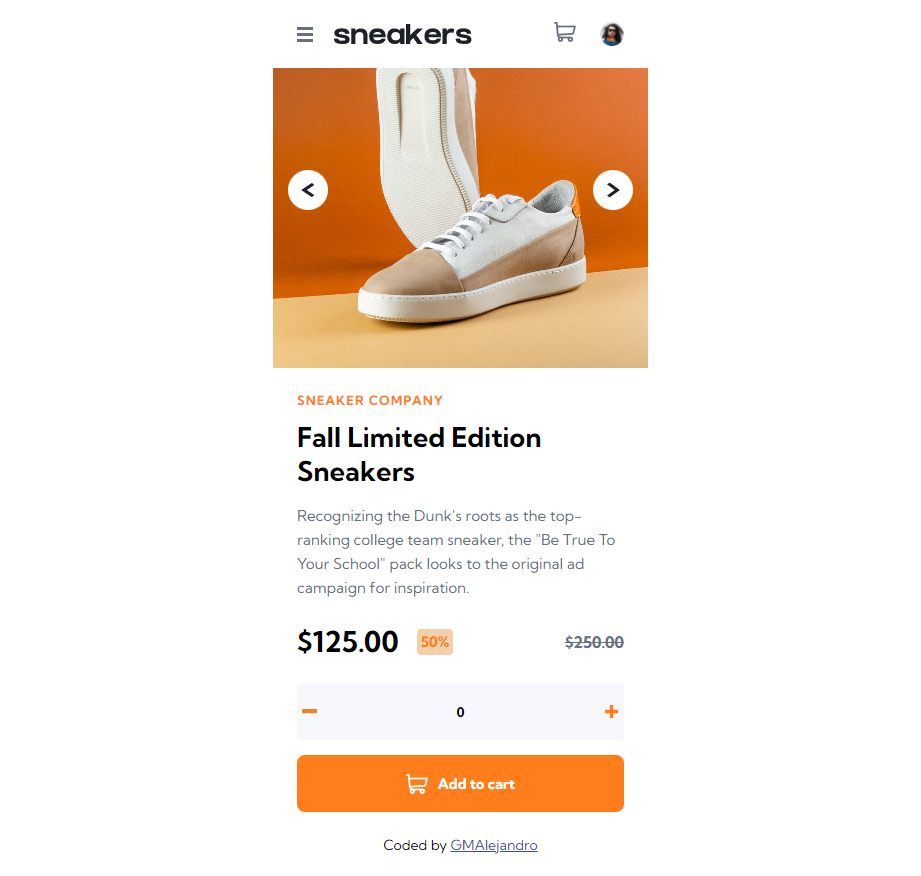 sneakers
SNEAKER COMPANY
Fall Limited Edition
Sneakers
Recognizing the Dunk's roots as the top-
ranking college team sneaker, the "Be True To
Your School" pack looks to the original ad
campaign for inspiration.
$125.00 50% $250.00
0
Add to cart
Coded by GMAlejandro